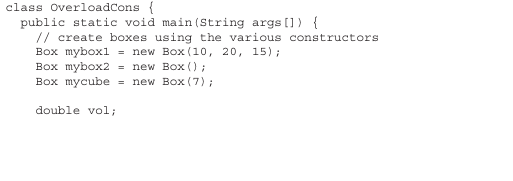 class OverloadCons {
  public static void main(String args[]) {
    // create boxes using the various constructors
    Box mybox1 = new Box(10, 20, 15);
    Box mybox2 = new Box();
    Box mycube = new Box(7);

    double vol;